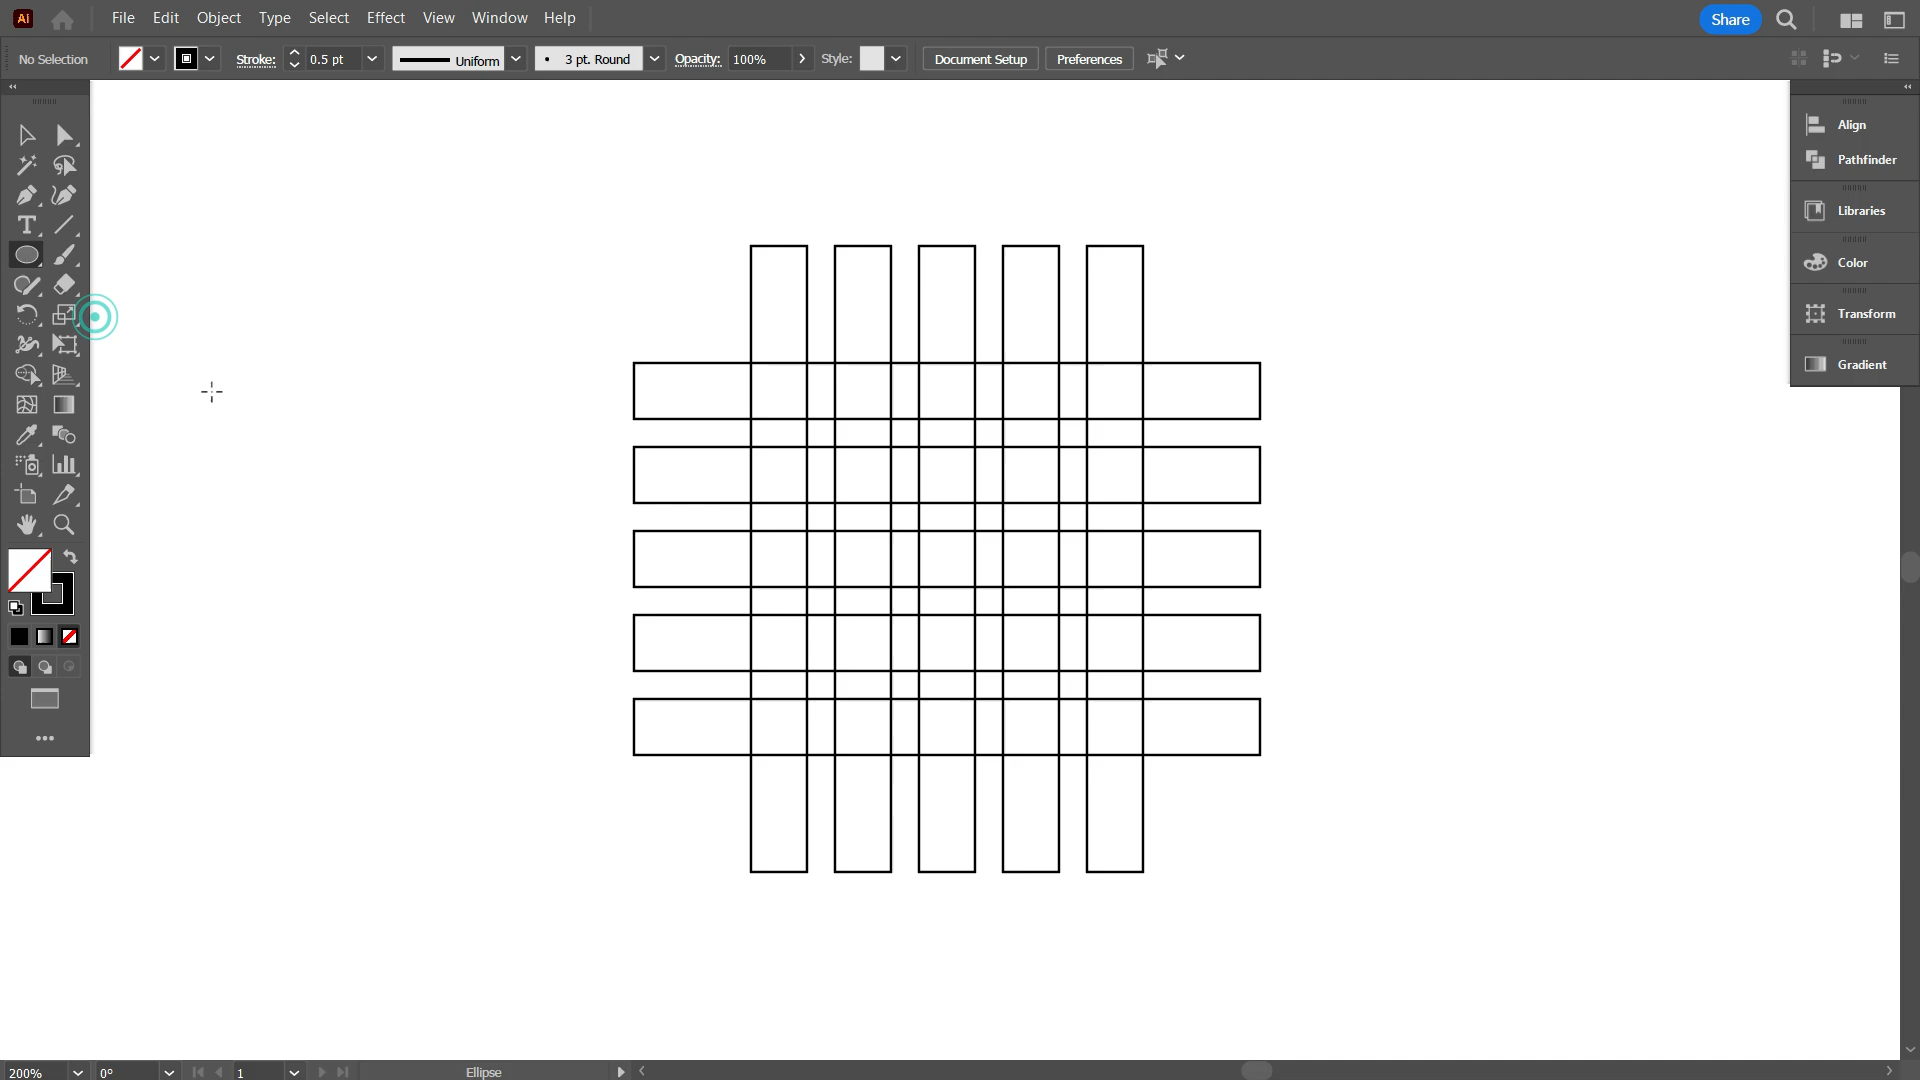 Ai File Edit Object Type Select Effect View Window Help Share
No Selection Stroke: 0.5 pt Uniform 3 pt. Round Opacity: 100% Style: Document Setup Preferences
Align
Pathfinder
Libraries
Color
Transform
Gradient
200% 0° 1 Ellipse